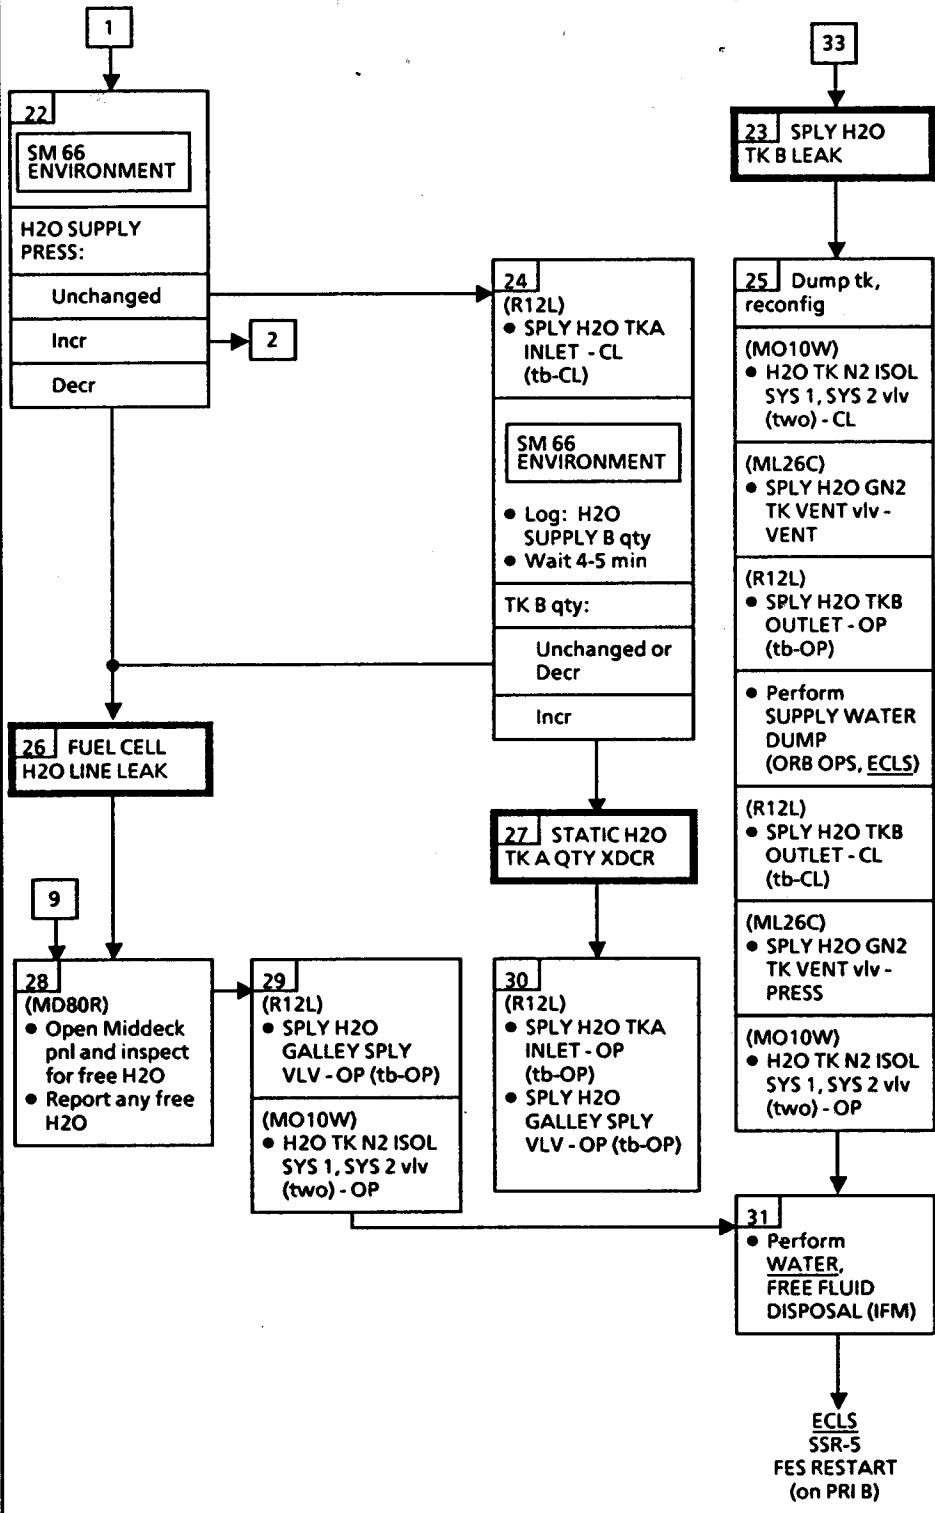 1
22
SM 66
ENVIRONMENT
H2O SUPPLY
PRESS:
Unchanged
Incr
2
Decr
24
(R12L)
• SPLY H2O TKA
INLET - CL
(tb-CL)
SM 66
ENVIRONMENT
• Log: H2O
SUPPLY B qty
• Wait 4-5 min
TK B qty:
Unchanged or
Decr
Incr
26 FUEL CELL
H2O LINE LEAK
27 STATIC H2O
TK A QTY XDCR
9
28
(MD80R)
• Open Middeck
pnl and inspect
for free H2O
• Report any free
H2O
29
(R12L)
• SPLY H2O
GALLEY SPLY
VLV - OP (tb-OP)
(MO10W)
• H2O TK N2 ISOL
SYS 1, SYS 2 vlv
(two) - OP
30
(R12L)
• SPLY H2O TKA
INLET - OP
(tb-OP)
• SPLY H2O
GALLEY SPLY
VLV - OP (tb-OP)
33
23 SPLY H2O
TK B LEAK
25 Dump tk,
reconfig
(MO10W)
• H2O TK N2 ISOL
SYS 1, SYS 2 vlv
(two) - CL
(ML26C)
• SPLY H2O GN2
TK VENT vlv -
VENT
(R12L)
• SPLY H2O TKB
OUTLET - OP
(tb-OP)
• Perform
SUPPLY WATER
DUMP
(ORB OPS, ECLS)
(R12L)
• SPLY H2O TKB
OUTLET - CL
(tb-CL)
(ML26C)
• SPLY H2O GN2
TK VENT vlv -
PRESS
(MO10W)
• H2O TK N2 ISOL
SYS 1, SYS 2 vlv
(two) - OP
31
• Perform
WATER,
FREE FLUID
DISPOSAL (IFM)
ECLS
SSR-5
FES RESTART
(on PRI B)